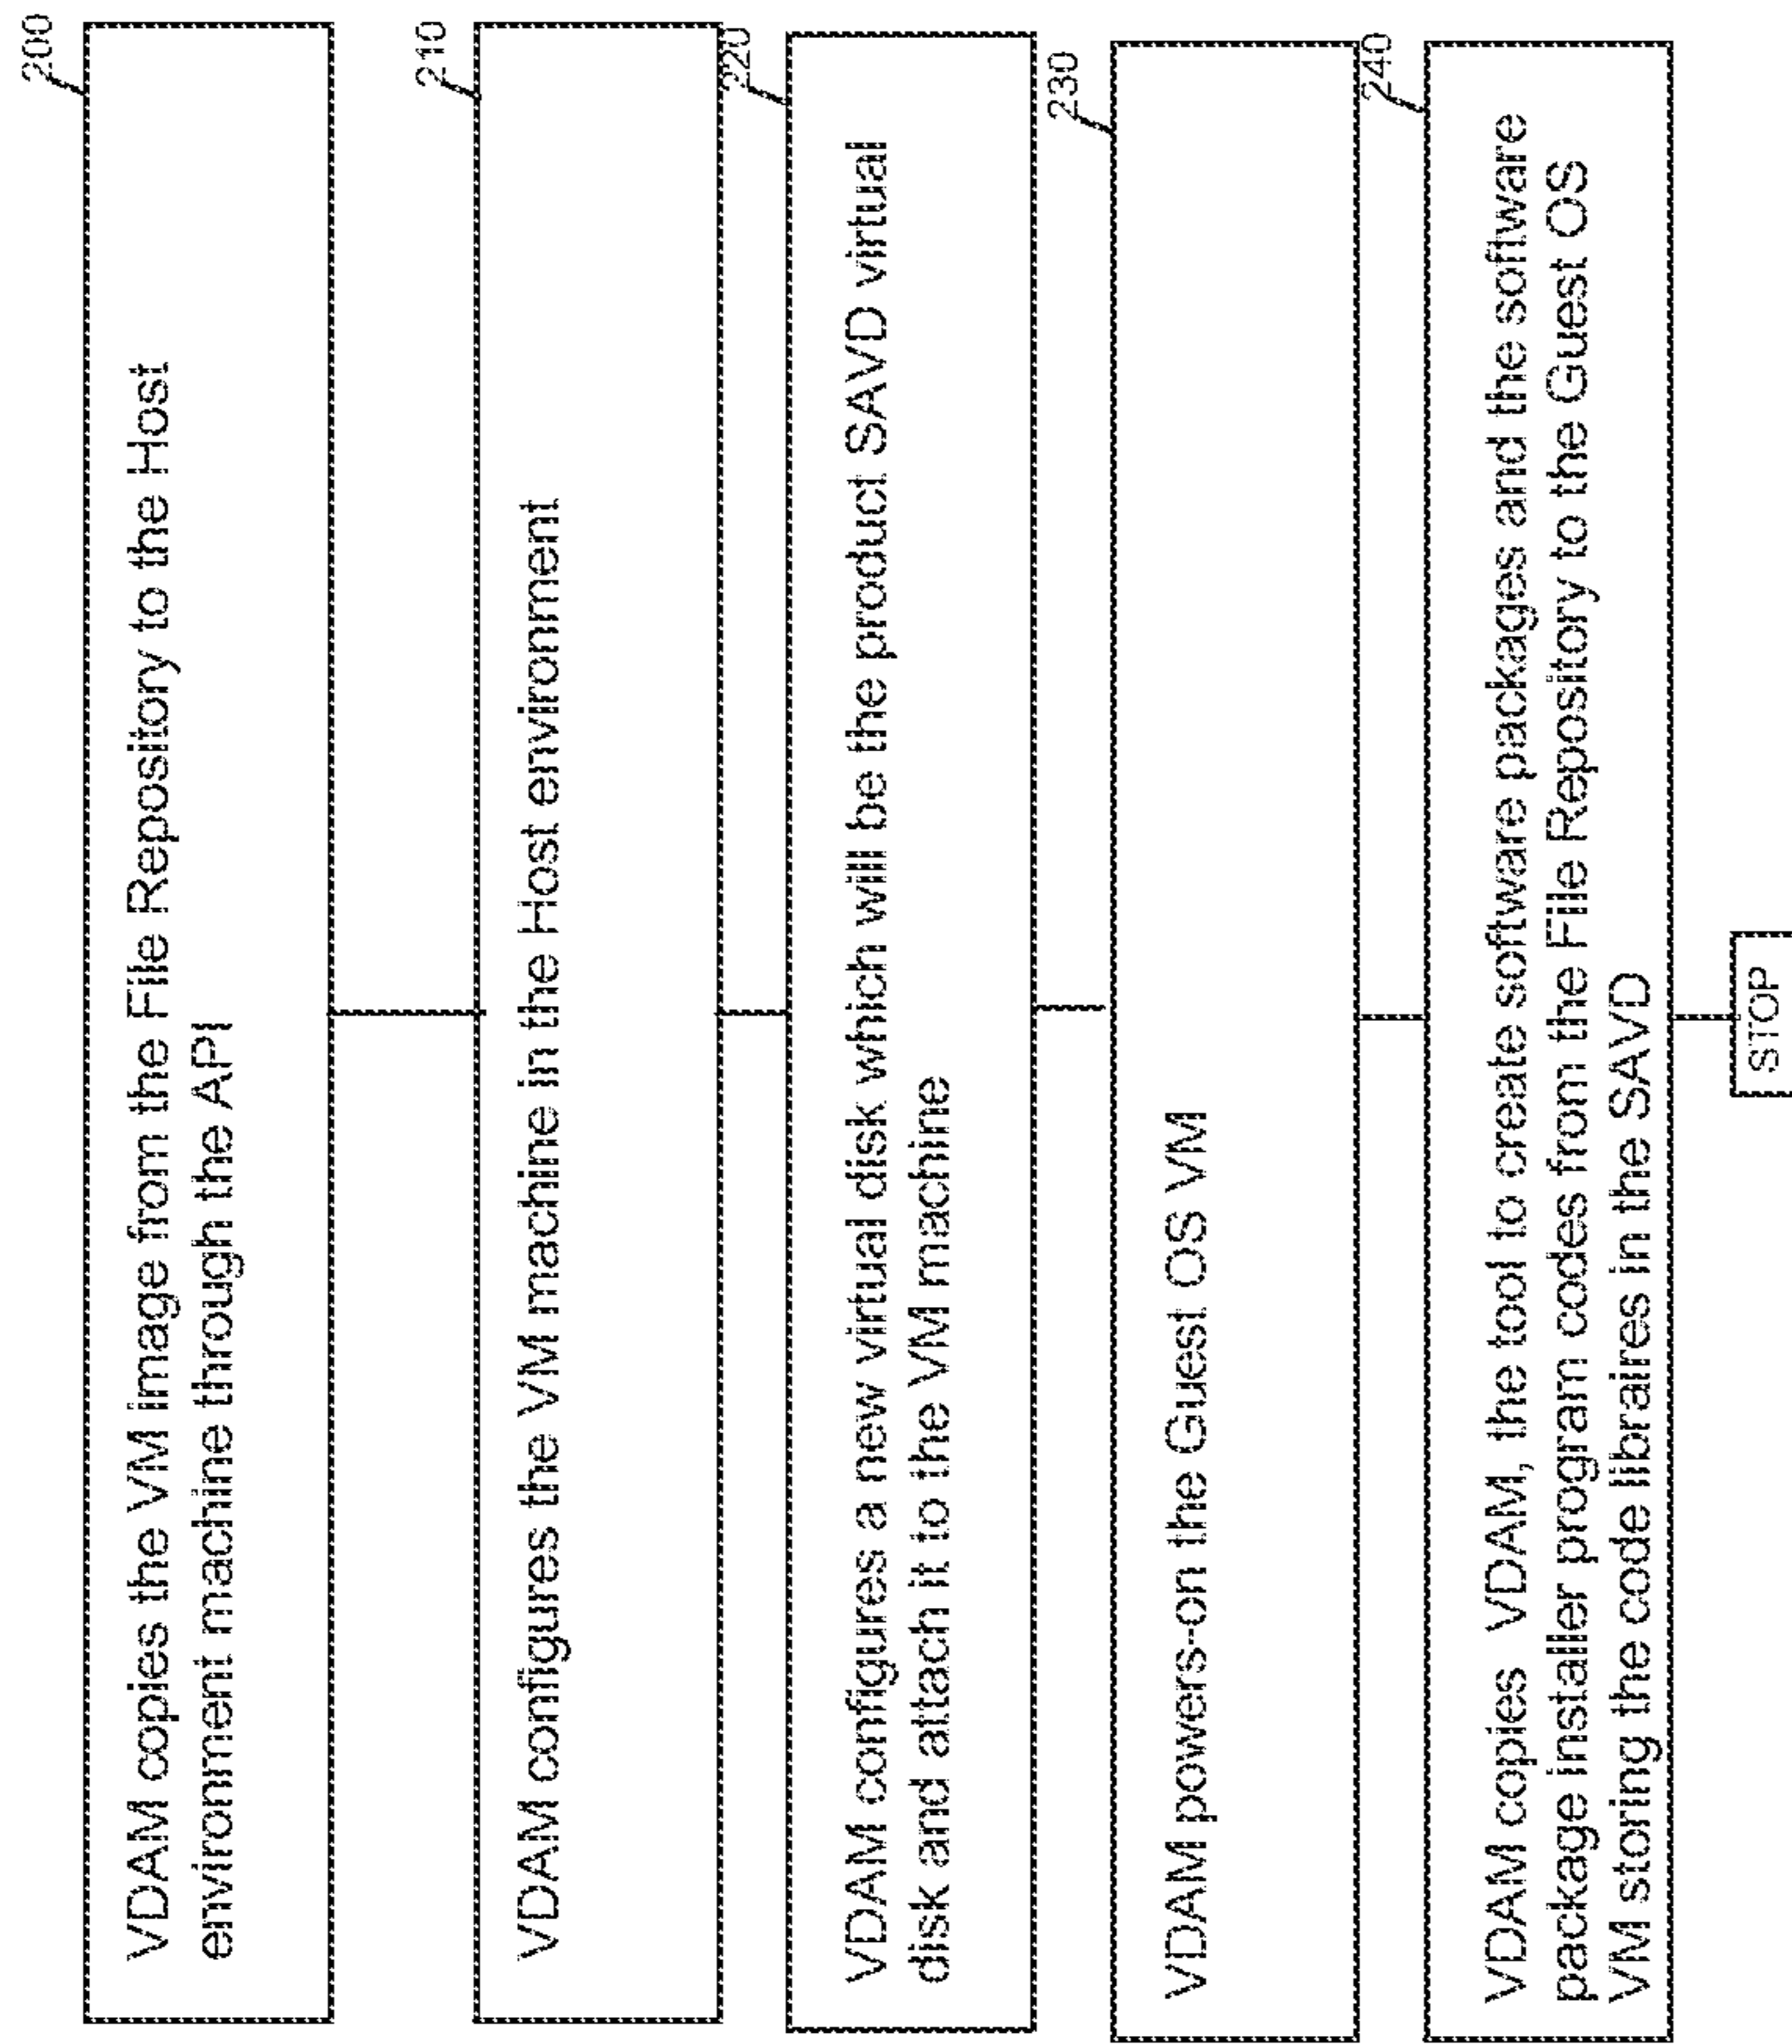 200
VDAM copies the VM image from the File Repository to the Host
environment machine through the API
210
VDAM configures the VM machine in the Host environment
220
VDAM configures a new virtual disk which will be the product SAVD virtual
disk and attach it to the VM machine
230
VDAM powers-on the Guest OS VM
240
VDAM copies VDAM, the tool to create software packages and the software
package installer program codes from the File Repository to the Guest OS
VM storing the code libraires in the SAVD
STOP